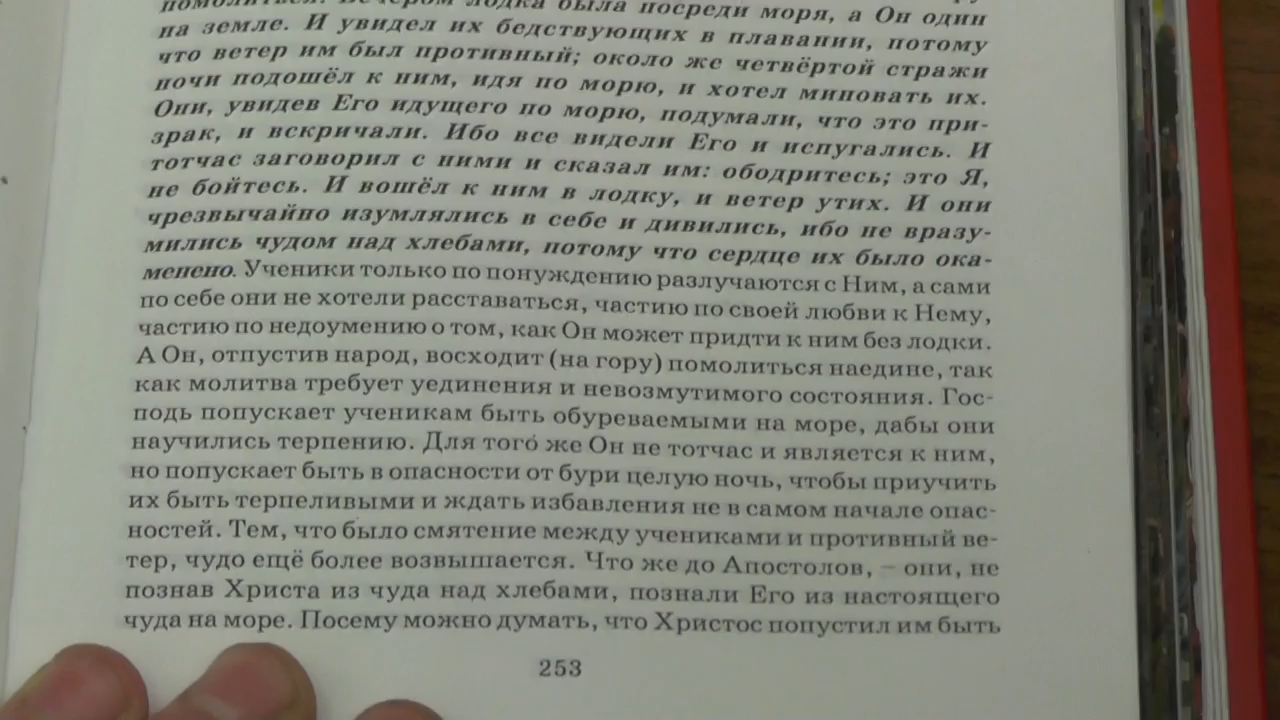 помолиться. Вечером лодка была посреди моря, а Он один
на земле. И увидел их бедствующих в плавании, потому
что ветер им был противный; около же четвёртой стражи
ночи подошёл к ним, идя по морю, и хотел миновать их.
Они, увидев Его идущего по морю, подумали, что это при-
зрак, и вскричали. Ибо все видели Его и испугались. И
тотчас заговорил с ними и сказал им: ободритесь; это Я,
не бойтесь. И вошёл к ним в лодку, и ветер утих. И они
чрезвычайно изумлялись в себе и дивились, ибо не вразу-
мились чудом над хлебами, потому что сердце их было ока-
менено. Ученики только по понуждению разлучаются с Ним, а сами
по себе они не хотели расставаться, частию по своей любви к Нему,
частию по недоумению о том, как Он может придти к ним без лодки.
А Он, отпустив народ, восходит (на гору) помолиться наедине, так
как молитва требует уединения и невозмутимого состояния. Гос-
подь попускает ученикам быть обуреваемыми на море, дабы они
научились терпению. Для того́ же Он не тотчас и является к ним,
но попускает быть в опасности от бури целую ночь, чтобы приучить
их быть терпеливыми и ждать избавления не в самом начале опас-
ностей. Тем, что было смятение между учениками и противный ве-
тер, чудо ещё более возвышается. Что же до Апостолов, – они, не
познав Христа из чуда над хлебами, познали Его из настоящего
чуда на море. Посему можно думать, что Христос попустил им быть
253